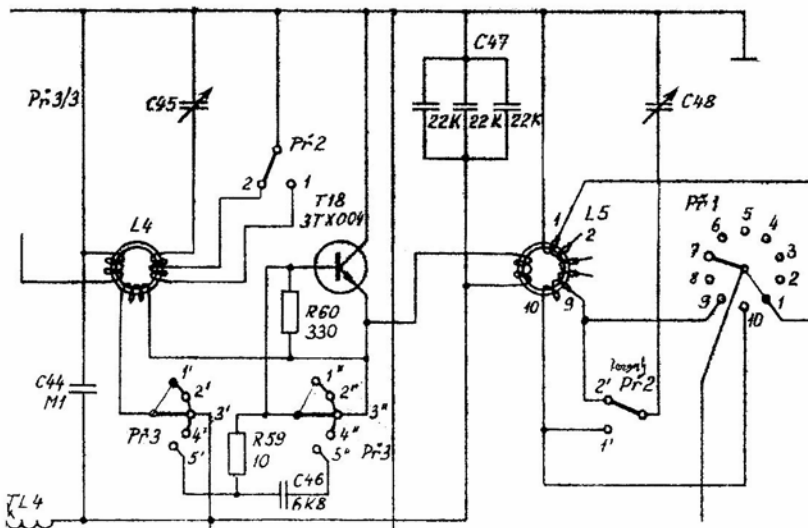 C47
Př3/3
C45
C48
22K 22K 22K
Př2
2 1
T18
3TX004
L4
1
2
L5
Př1
5
6 4
7 3
8 2
9 10 1
10 9
R60
330
C44
M1
1'
2'
3'
4'
5'
Př3
R59
10
1"
2"
3"
4"
5"
Př3
C46
6K8
2' Př2
1'
TL4